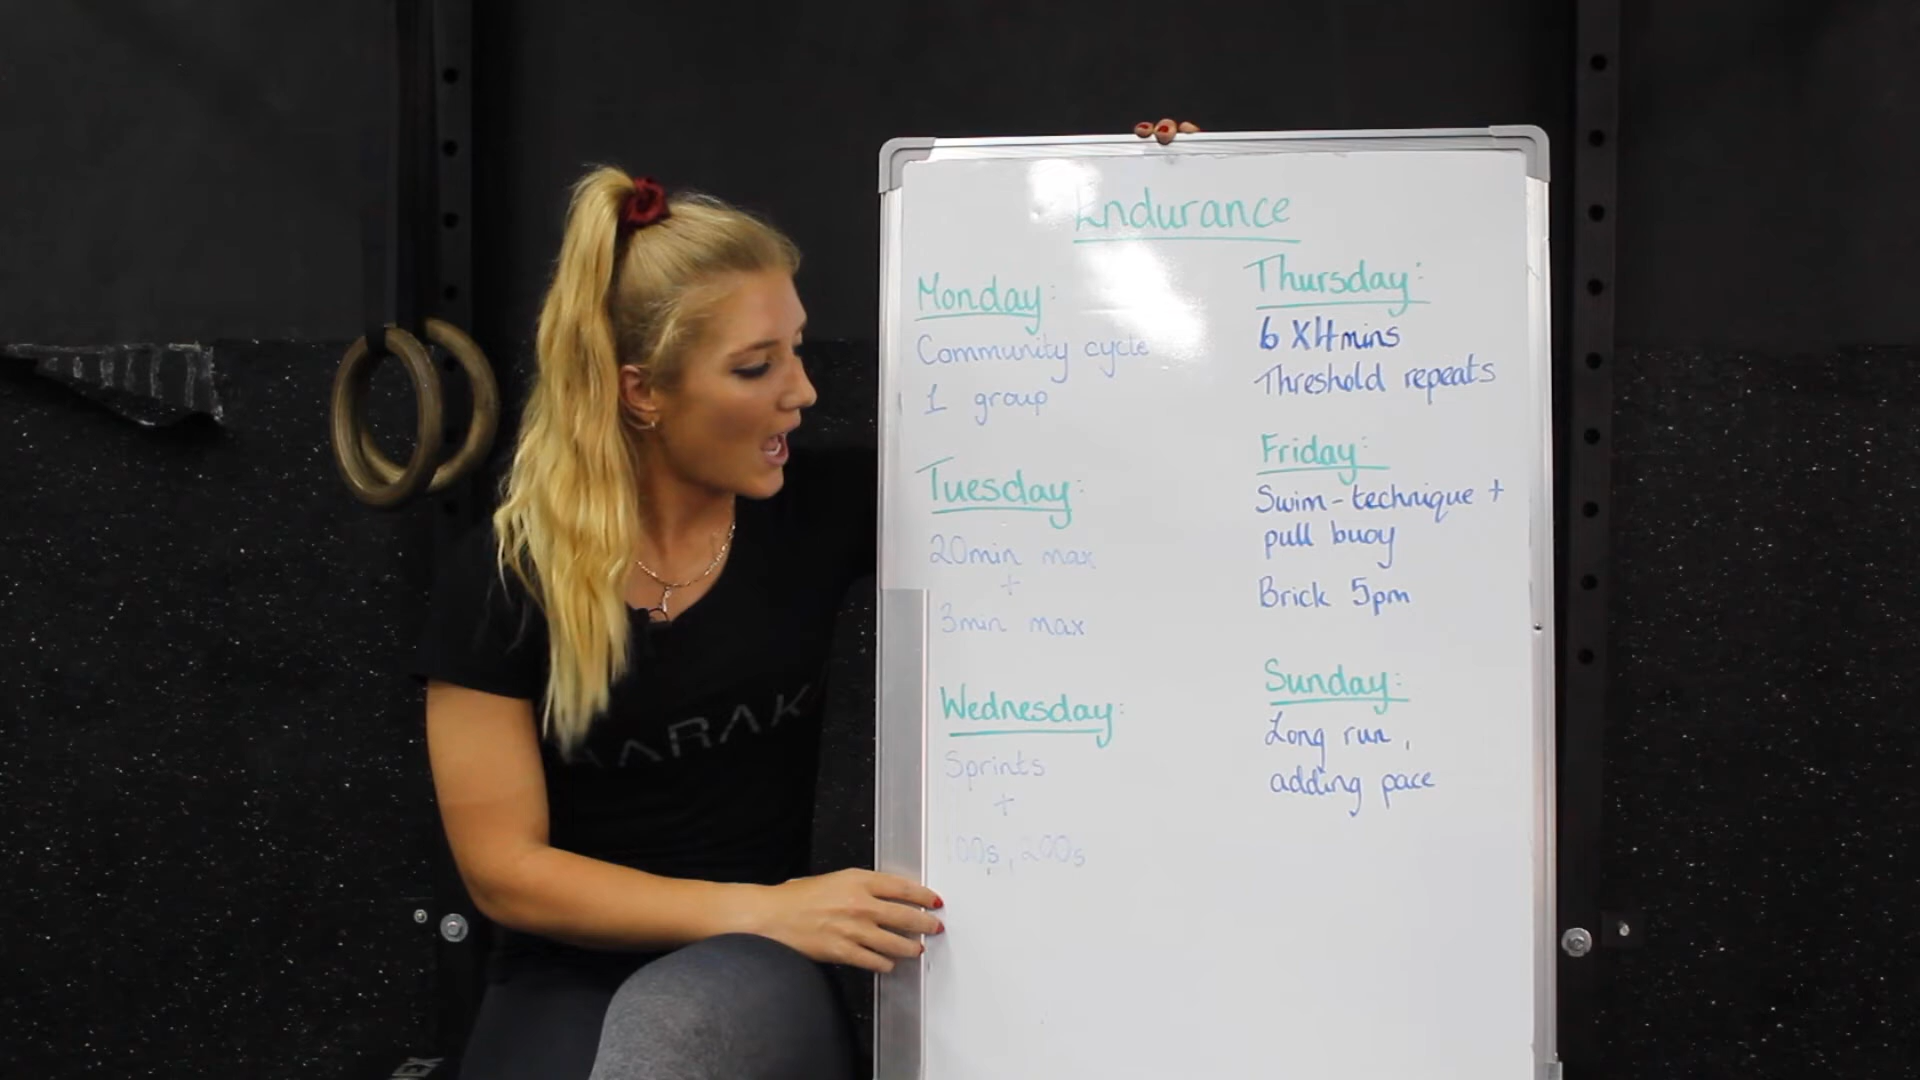 Endurance
Monday:
Community cycle
1 group
Tuesday:
20min max
+
3min max
Wednesday:
Sprints
+
100s, 200s
Thursday:
6 X 4mins
Threshold repeats
Friday:
Swim - technique +
pull buoy
Brick 5pm
Sunday:
Long run,
adding pace